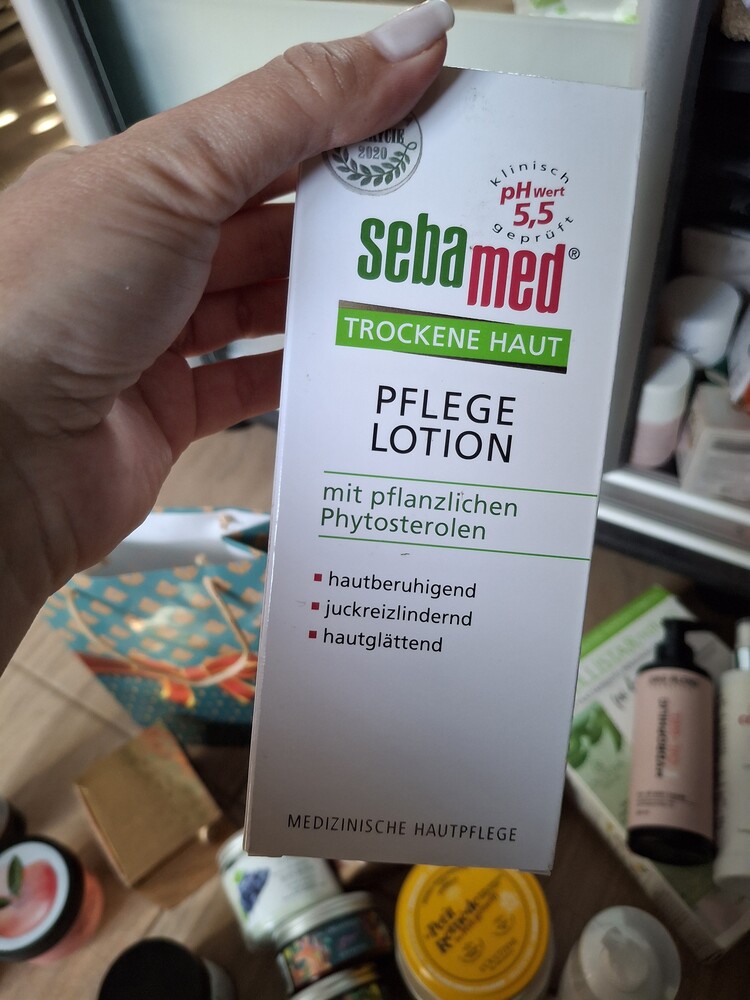 2020
klinisch
pH Wert
5,5
geprüft
sebamed®
TROCKENE HAUT
PFLEGE
LOTION
mit pflanzlichen
Phytosterolen
hautberuhigend
juckreizlindernd
hautglättend
MEDIZINISCHE HAUTPFLEGE